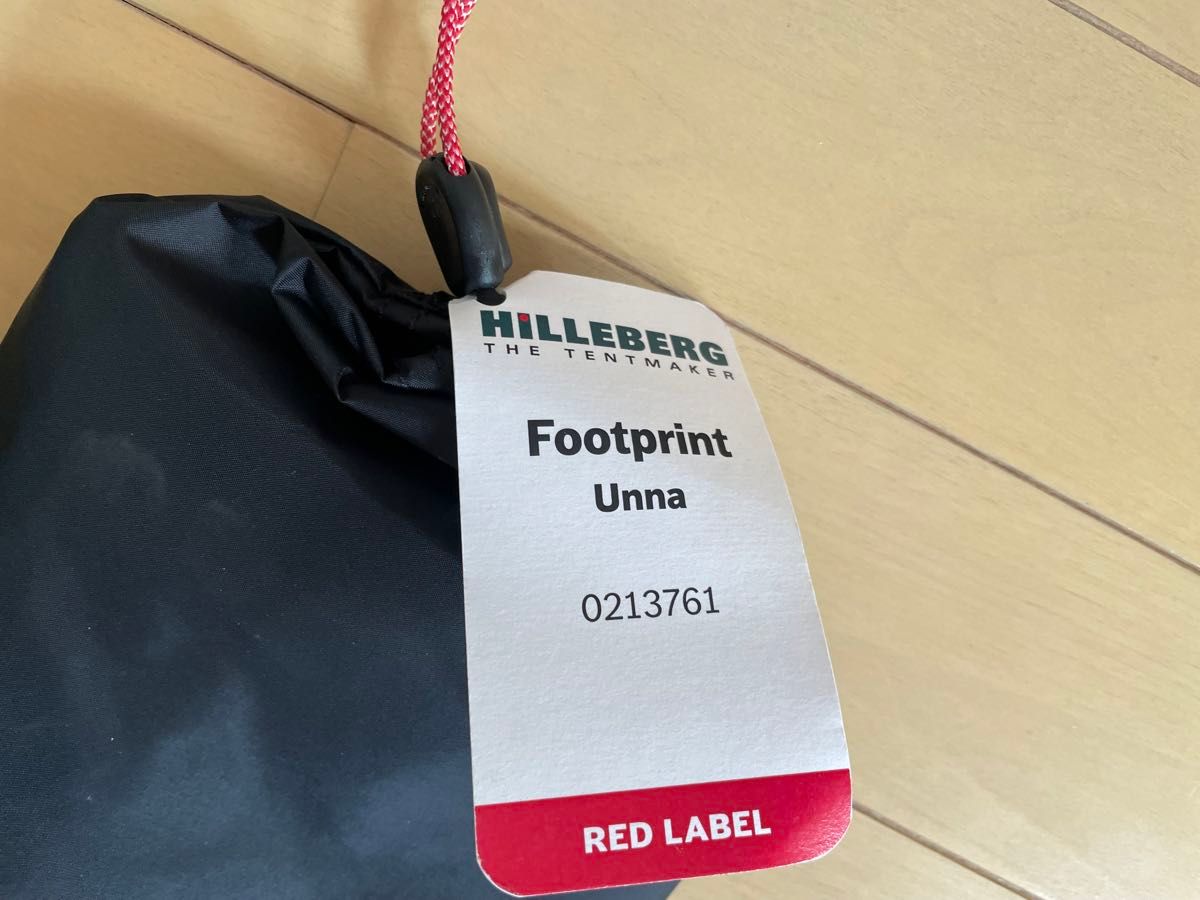 HILLEBERG
THE TENTMAKER
Footprint
Unna
0213761
RED LABEL